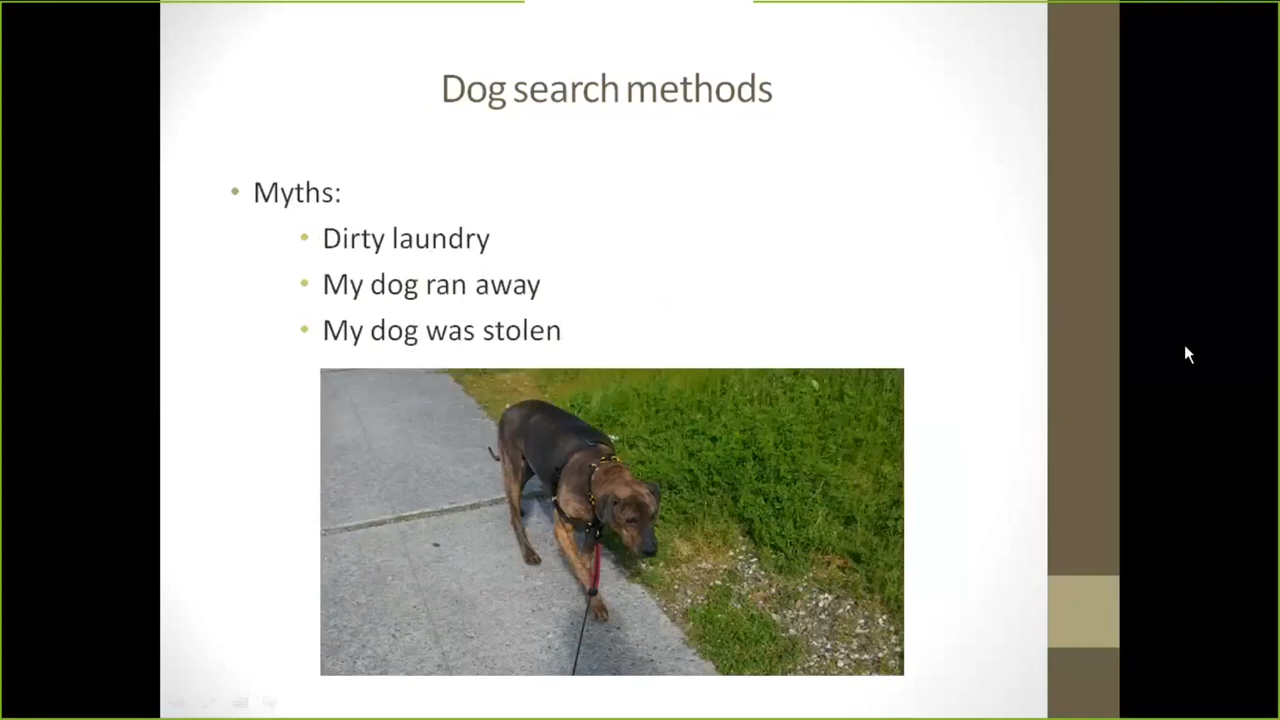 Dog search methods
Myths:
Dirty laundry
My dog ran away
My dog was stolen